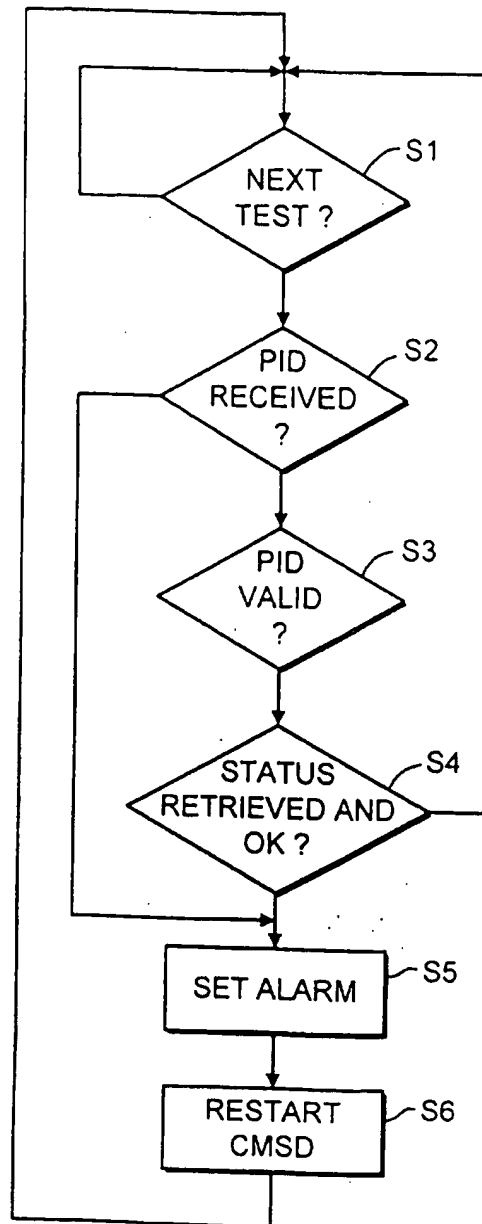 NEXT
TEST ?
S1
PID
RECEIVED
?
S2
PID
VALID
?
S3
STATUS
RETRIEVED AND
OK ?
S4
SET ALARM
S5
RESTART
CMSD
S6